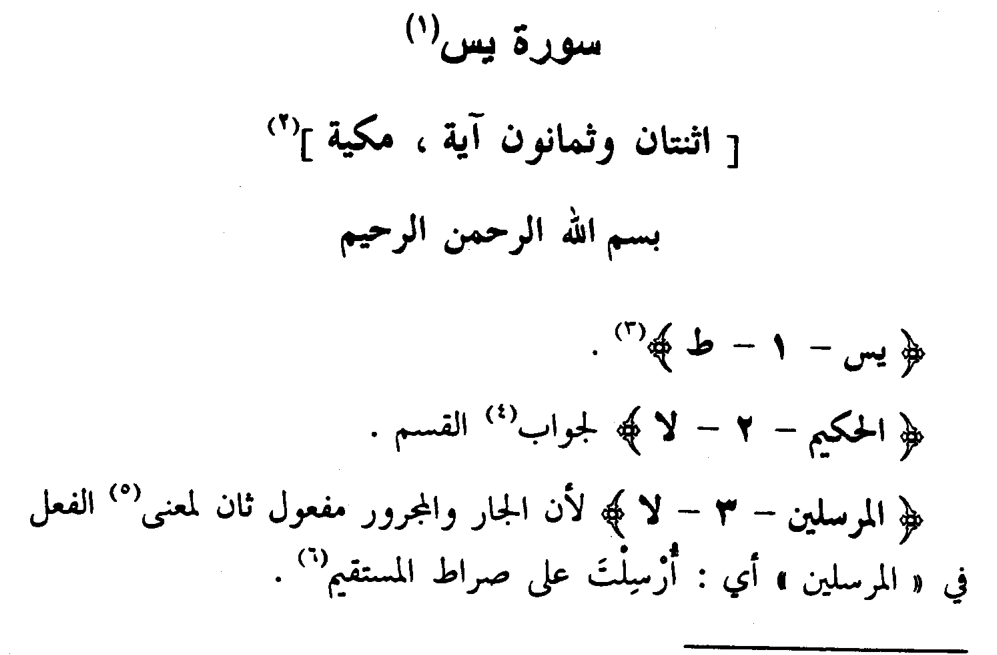 سورة يس(١)
[ اثنتان وثمانون آية ، مكية ](٢)
بسم الله الرحمن الرحيم
﴿ يس – ١ – ط ﴾(٣) .
﴿ الحكيم – ٢ – لا ﴾ لجواب(٤) القسم .
﴿ المرسلين – ٣ – لا ﴾ لأن الجار والمجرور مفعول ثان لمعنى(٥) الفعل
في « المرسلين » أي : أُرْسِلْتَ على صراط المستقيم(٦) .